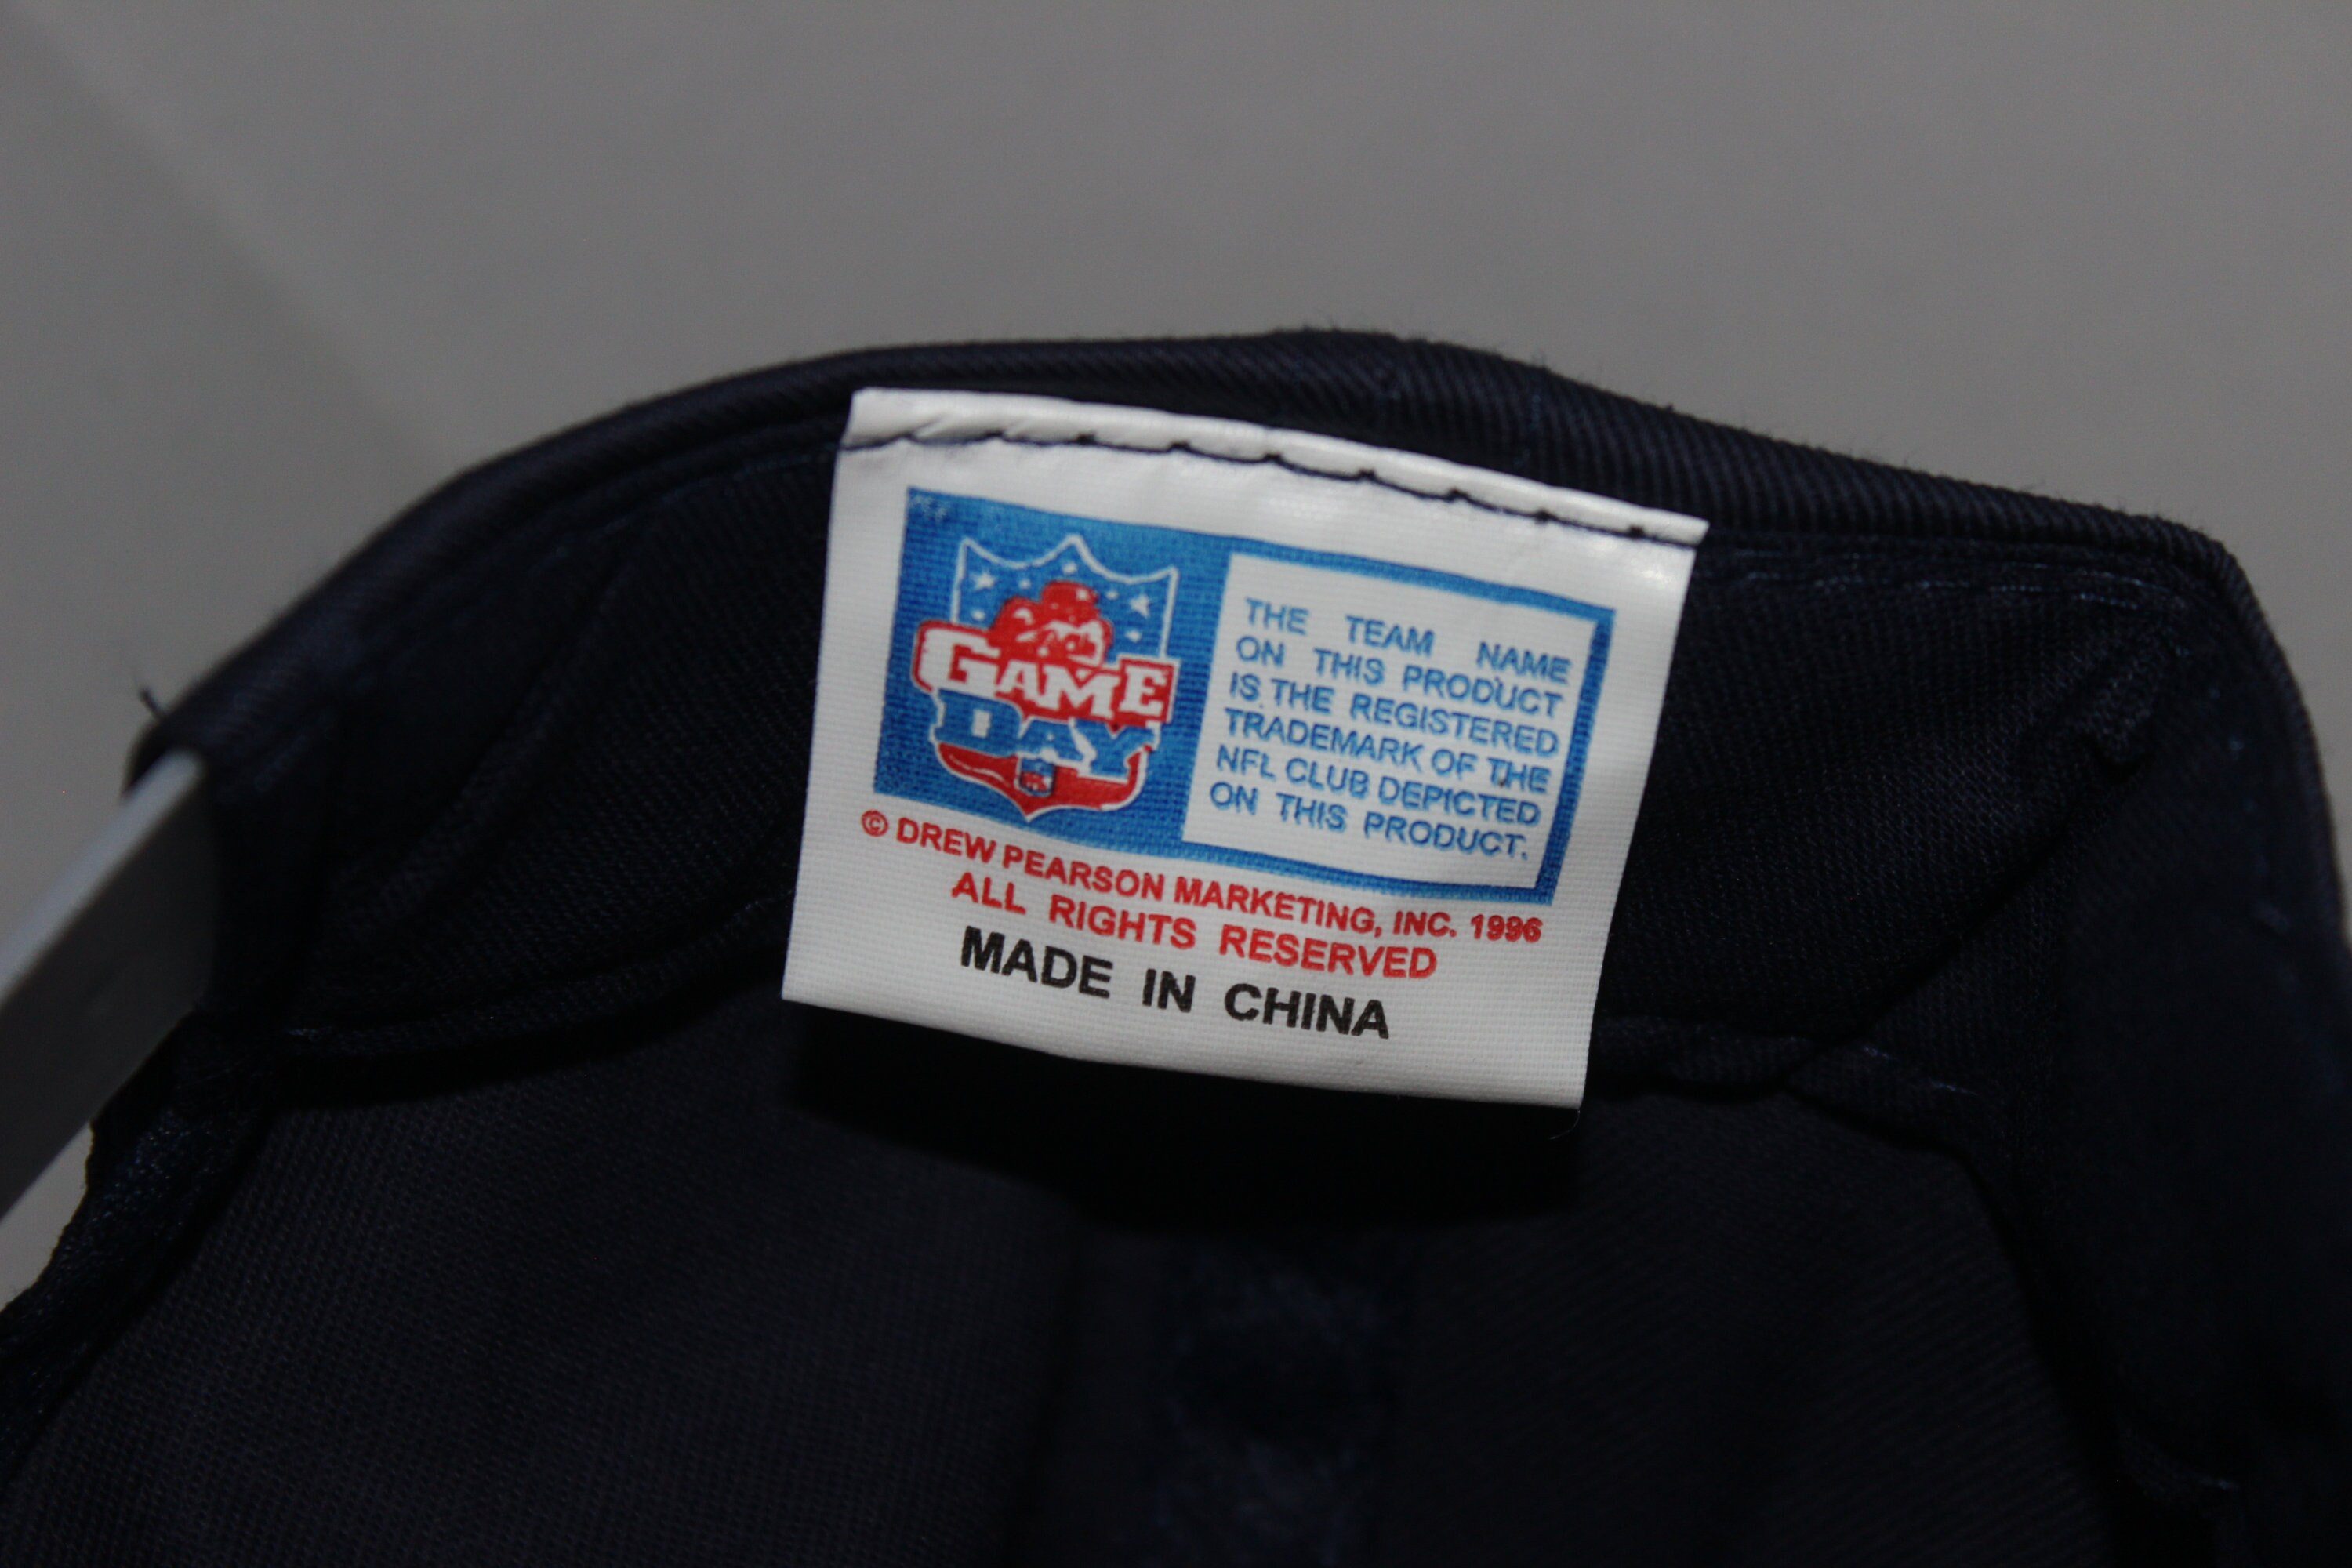 GAME
DAY
THE TEAM NAME
ON THIS PRODUCT
IS THE REGISTERED
TRADEMARK OF THE
NFL CLUB DEPICTED
ON THIS PRODUCT.
© DREW PEARSON MARKETING, INC. 1996
ALL RIGHTS RESERVED
MADE IN CHINA